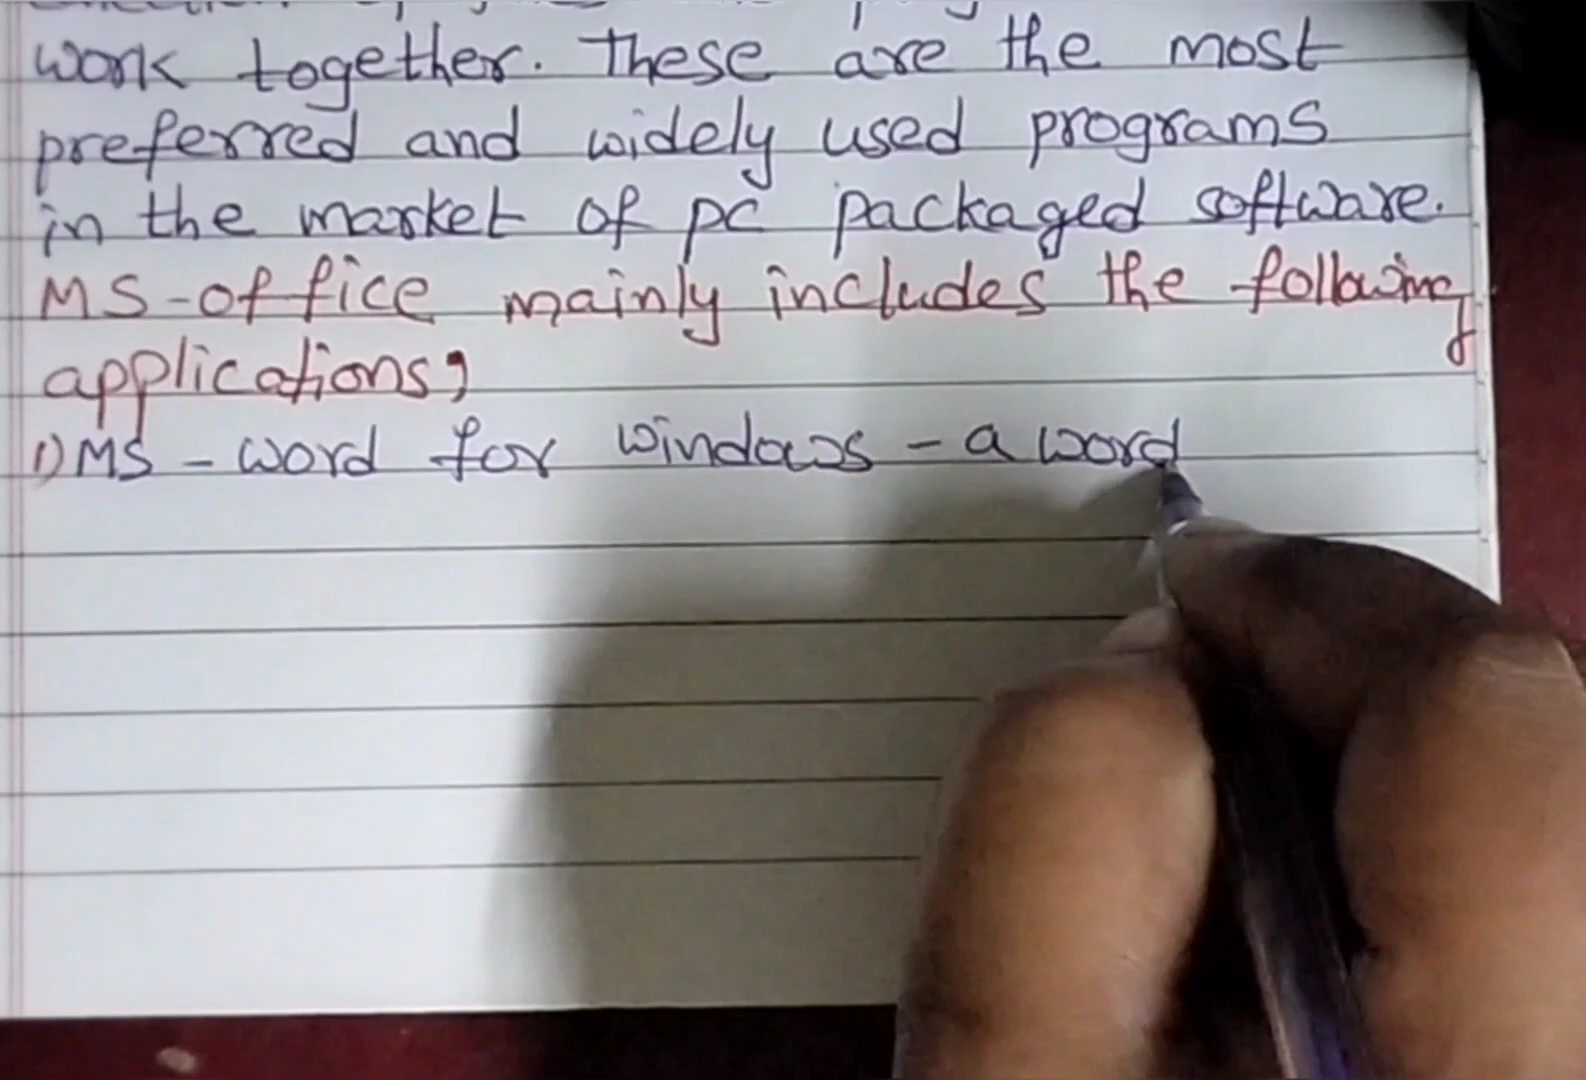 work together. These are the most
preferred and widely used programs
in the market of pc packaged software.
MS-office mainly includes the following
applications;
1) MS - word for windows - a word